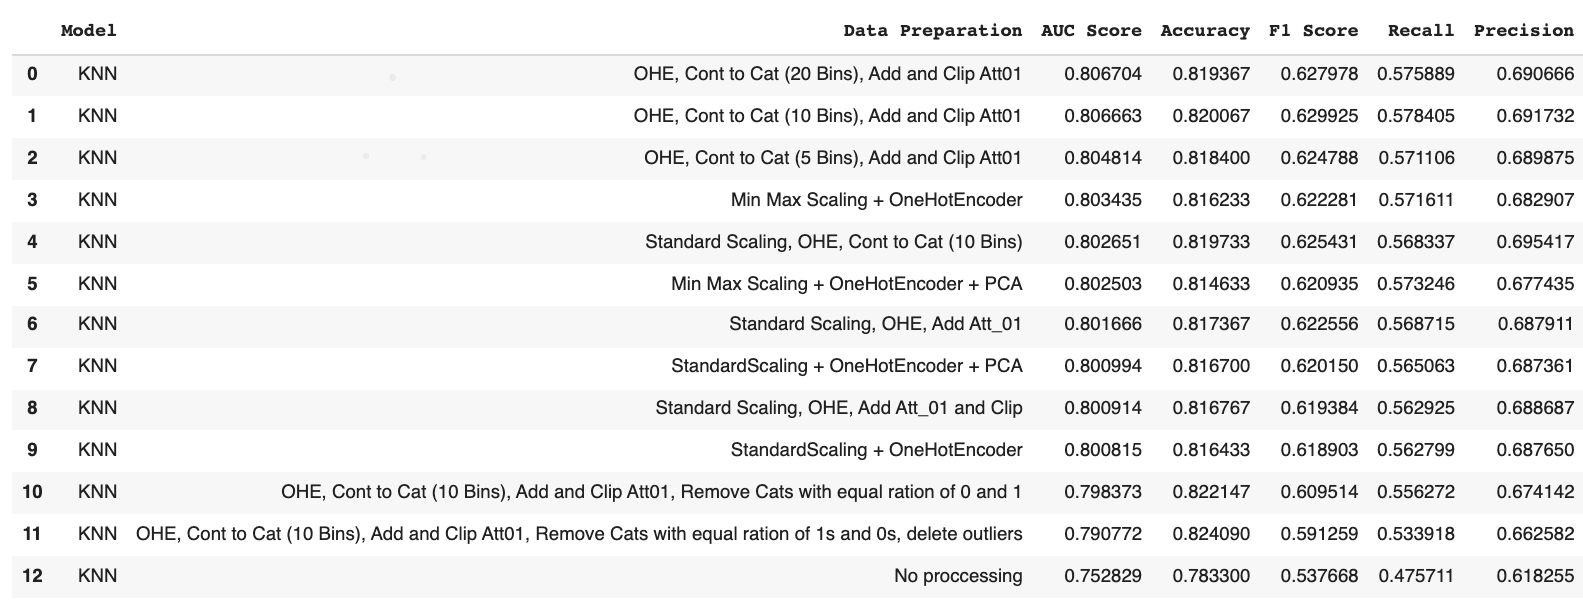 Model Data Preparation AUC Score Accuracy F1 Score Recall Precision
0 KNN OHE, Cont to Cat (20 Bins), Add and Clip Att01 0.806704 0.819367 0.627978 0.575889 0.690666
1 KNN OHE, Cont to Cat (10 Bins), Add and Clip Att01 0.806663 0.820067 0.629925 0.578405 0.691732
2 KNN OHE, Cont to Cat (5 Bins), Add and Clip Att01 0.804814 0.818400 0.624788 0.571106 0.689875
3 KNN Min Max Scaling + OneHotEncoder 0.803435 0.816233 0.622281 0.571611 0.682907
4 KNN Standard Scaling, OHE, Cont to Cat (10 Bins) 0.802651 0.819733 0.625431 0.568337 0.695417
5 KNN Min Max Scaling + OneHotEncoder + PCA 0.802503 0.814633 0.620935 0.573246 0.677435
6 KNN Standard Scaling, OHE, Add Att_01 0.801666 0.817367 0.622556 0.568715 0.687911
7 KNN StandardScaling + OneHotEncoder + PCA 0.800994 0.816700 0.620150 0.565063 0.687361
8 KNN Standard Scaling, OHE, Add Att_01 and Clip 0.800914 0.816767 0.619384 0.562925 0.688687
9 KNN StandardScaling + OneHotEncoder 0.800815 0.816433 0.618903 0.562799 0.687650
10 KNN OHE, Cont to Cat (10 Bins), Add and Clip Att01, Remove Cats with equal ration of 0 and 1 0.798373 0.822147 0.609514 0.556272 0.674142
11 KNN OHE, Cont to Cat (10 Bins), Add and Clip Att01, Remove Cats with equal ration of 1s and 0s, delete outliers 0.790772 0.824090 0.591259 0.533918 0.662582
12 KNN No proccessing 0.752829 0.783300 0.537668 0.475711 0.618255